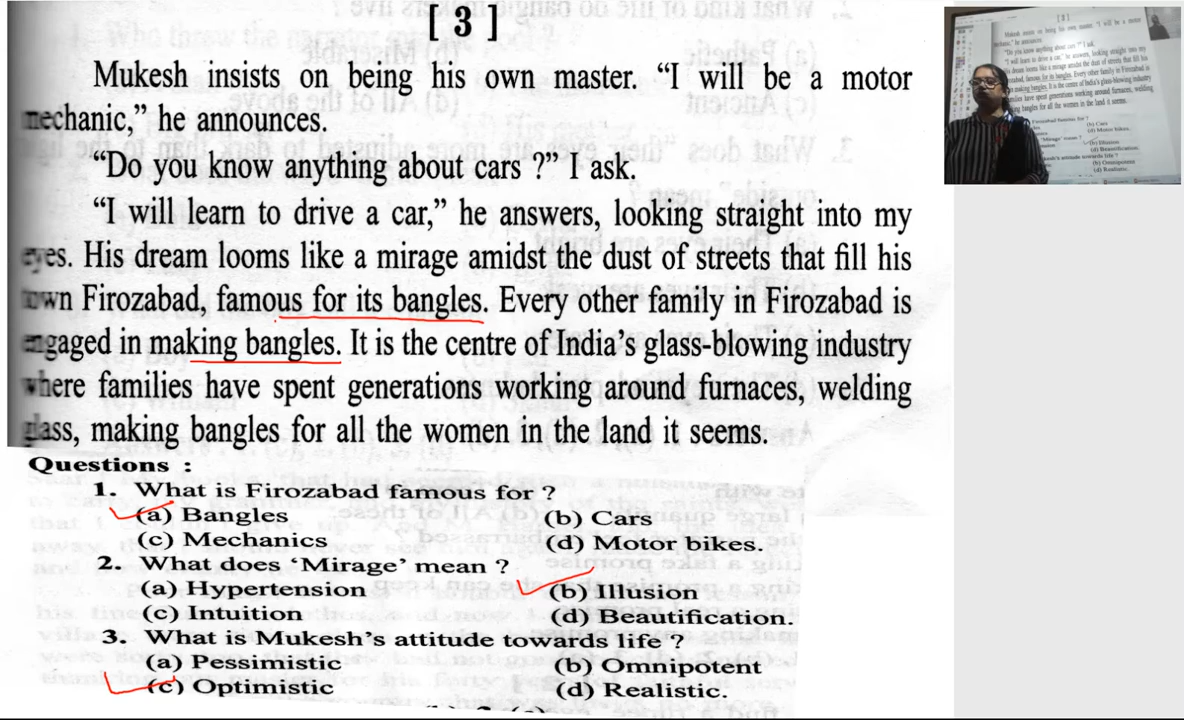 [ 3 ]
Mukesh insists on being his own master. “I will be a motor
mechanic,” he announces.
“Do you know anything about cars ?” I ask.
“I will learn to drive a car,” he answers, looking straight into my
eyes. His dream looms like a mirage amidst the dust of streets that fill his
town Firozabad, famous for its bangles. Every other family in Firozabad is
engaged in making bangles. It is the centre of India’s glass-blowing industry
where families have spent generations working around furnaces, welding
glass, making bangles for all the women in the land it seems.
Questions :
1. What is Firozabad famous for ?
(a) Bangles (b) Cars
(c) Mechanics (d) Motor bikes.
2. What does ‘Mirage’ mean ?
(a) Hypertension (b) Illusion
(c) Intuition (d) Beautification.
3. What is Mukesh’s attitude towards life ?
(a) Pessimistic (b) Omnipotent
(c) Optimistic (d) Realistic.